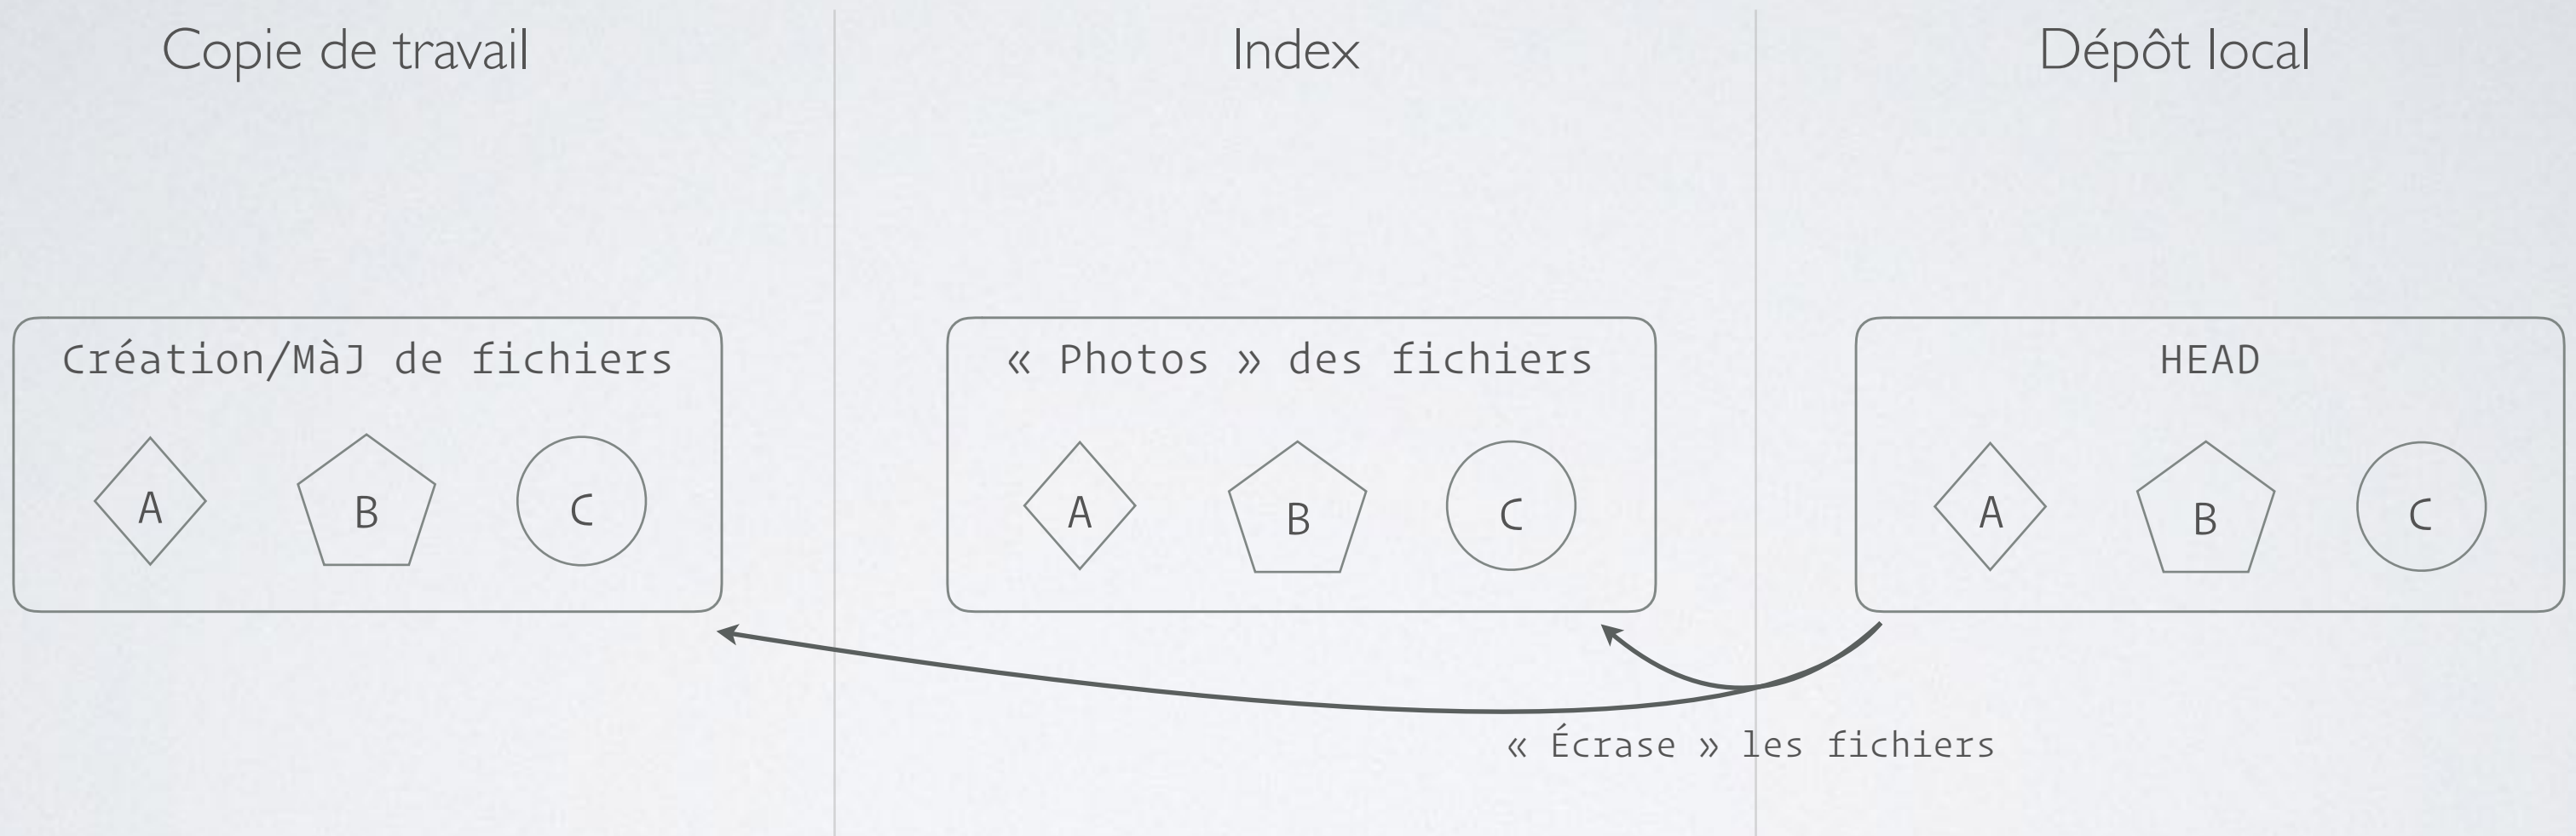 Copie de travail
Index
Dépôt local
Création/MàJ de fichiers
A
B
C
« Photos » des fichiers
A
B
C
HEAD
A
B
C
« Écrase » les fichiers